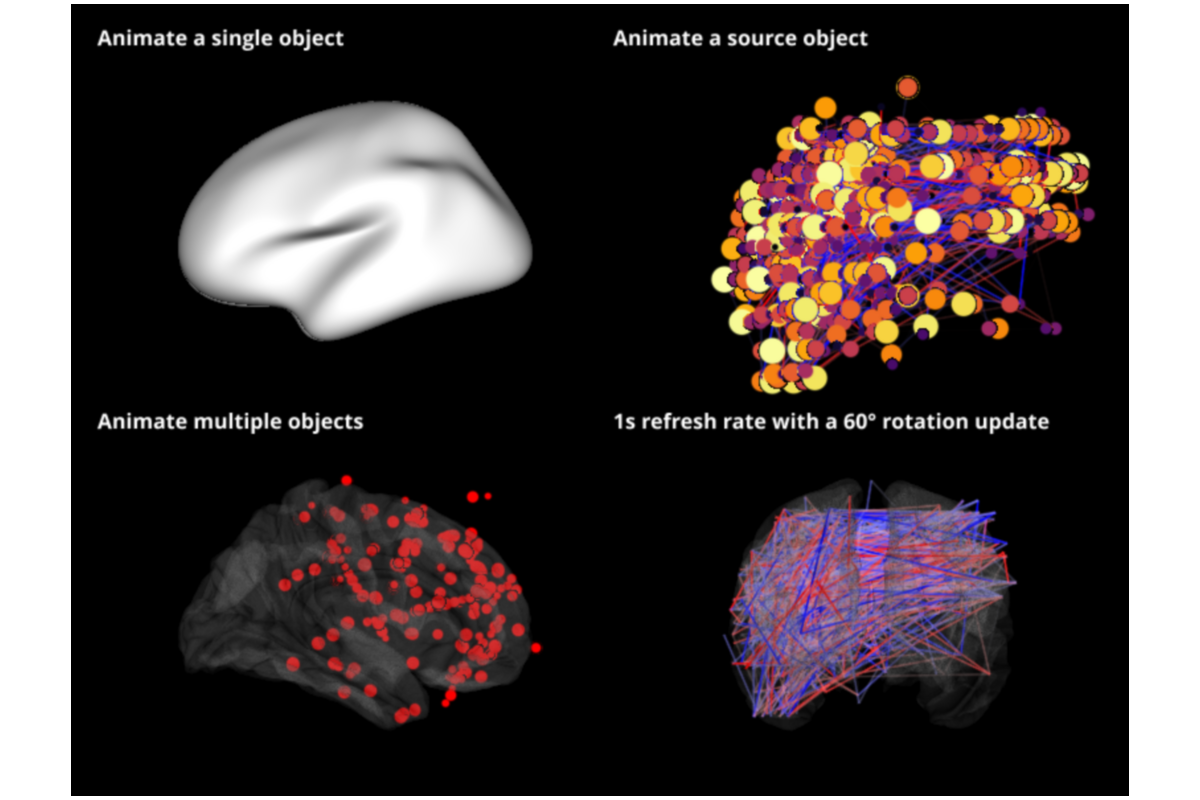 Animate a single object
Animate a source object
Animate multiple objects
1s refresh rate with a 60° rotation update